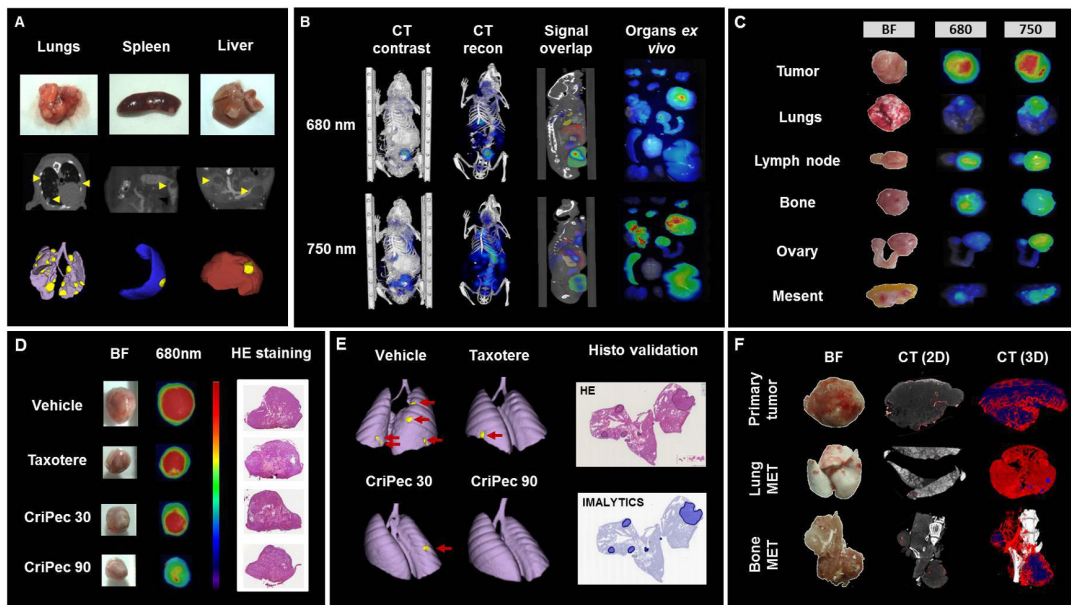 A
Lungs Spleen Liver
B
CT contrast
CT recon
Signal overlap
Organs ex vivo
680 nm
750 nm
C
BF 680 750
Tumor
Lungs
Lymph node
Bone
Ovary
Mesent
D
BF 680nm HE staining
Vehicle
Taxotere
CriPec 30
CriPec 90
E
Vehicle Taxotere Histo validation
HE
CriPec 30 CriPec 90
IMALYTICS
F
BF CT (2D) CT (3D)
Primary tumor
Lung MET
Bone MET